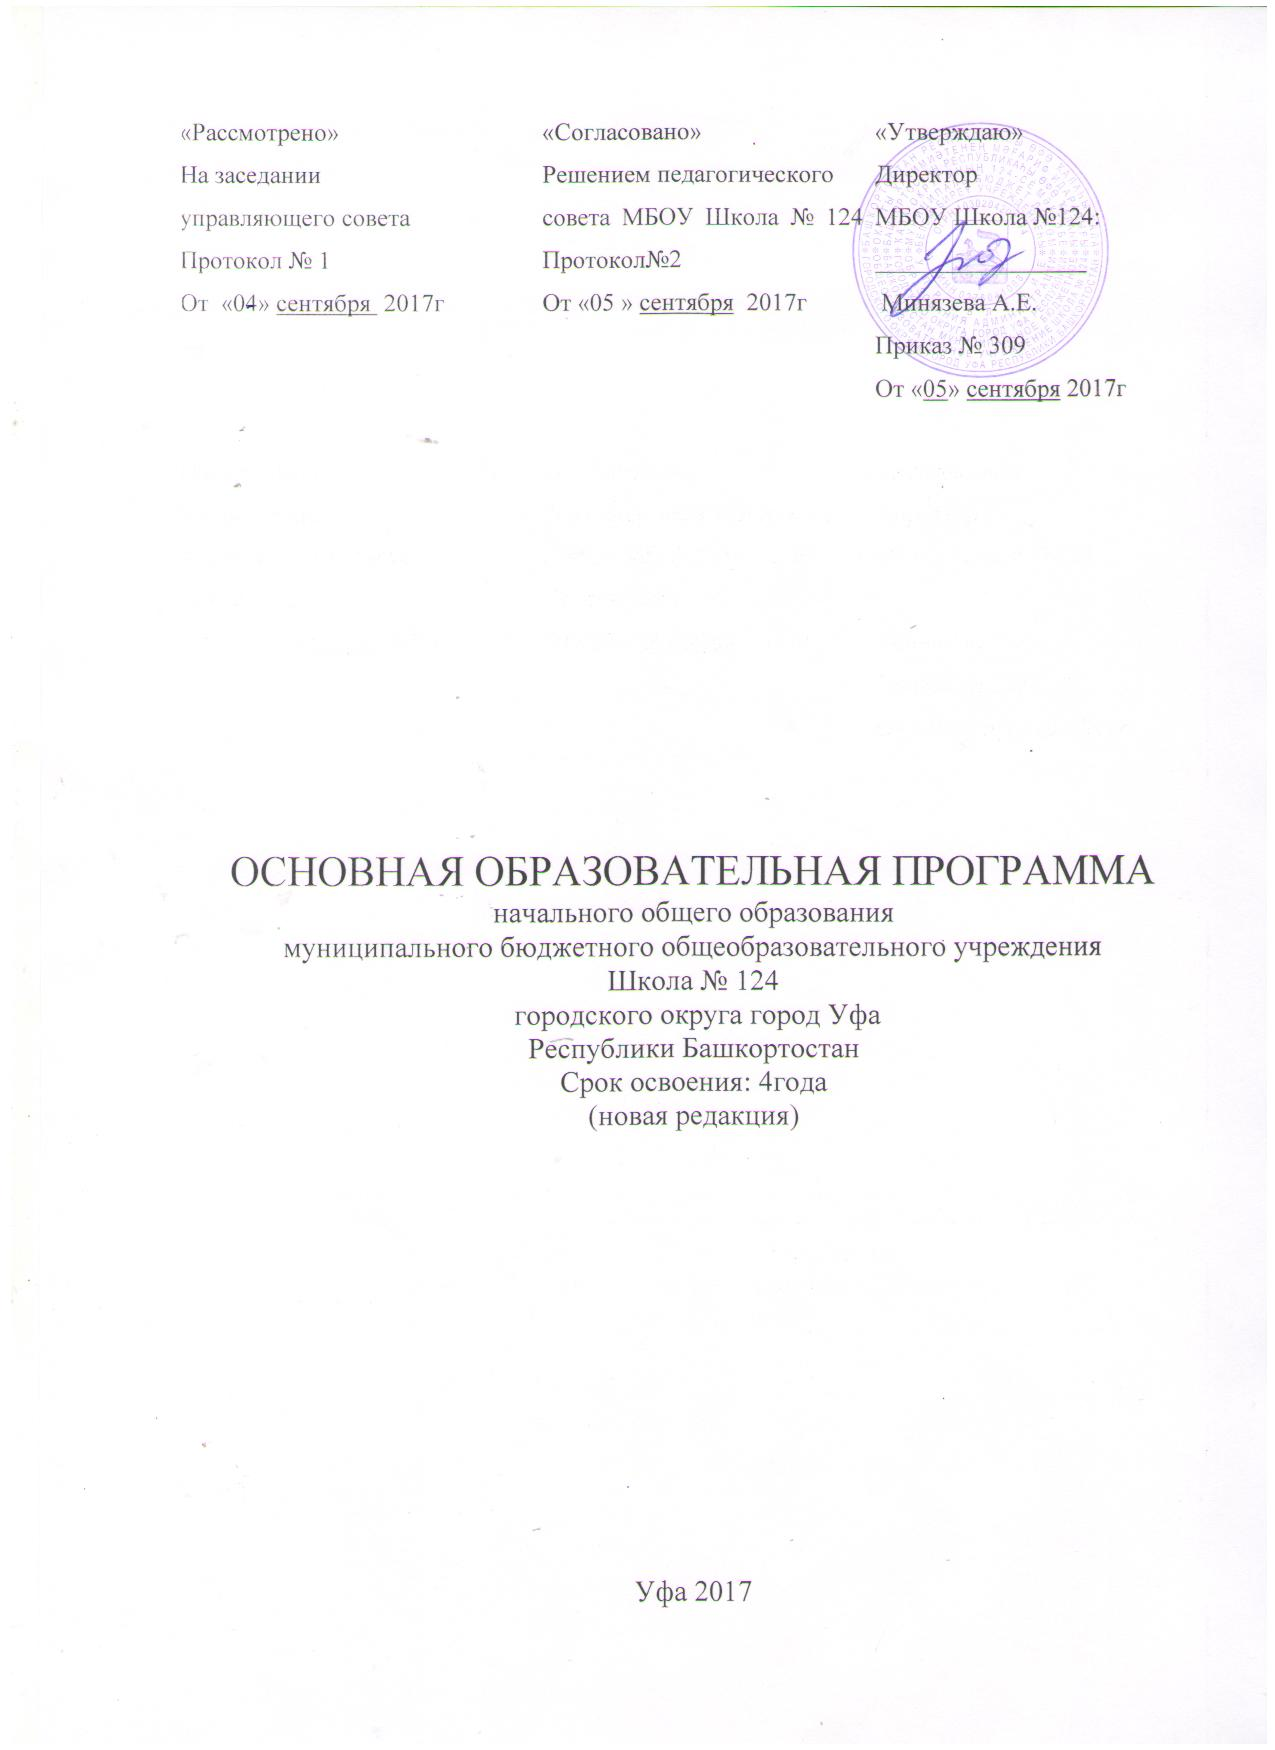 «Рассмотрено»
На заседании
управляющего совета
Протокол № 1
От «04» сентября 2017г
«Согласовано»
Решением педагогического
совета МБОУ Школа № 124
Протокол№2
От «05 » сентября 2017г
«Утверждаю»
Директор
МБОУ Школа №124:
Минязева А.Е.
Приказ № 309
От «05» сентября 2017г
ОСНОВНАЯ ОБРАЗОВАТЕЛЬНАЯ ПРОГРАММА
начального общего образования
муниципального бюджетного общеобразовательного учреждения
Школа № 124
городского округа город Уфа
Республики Башкортостан
Срок освоения: 4года
(новая редакция)
Уфа 2017